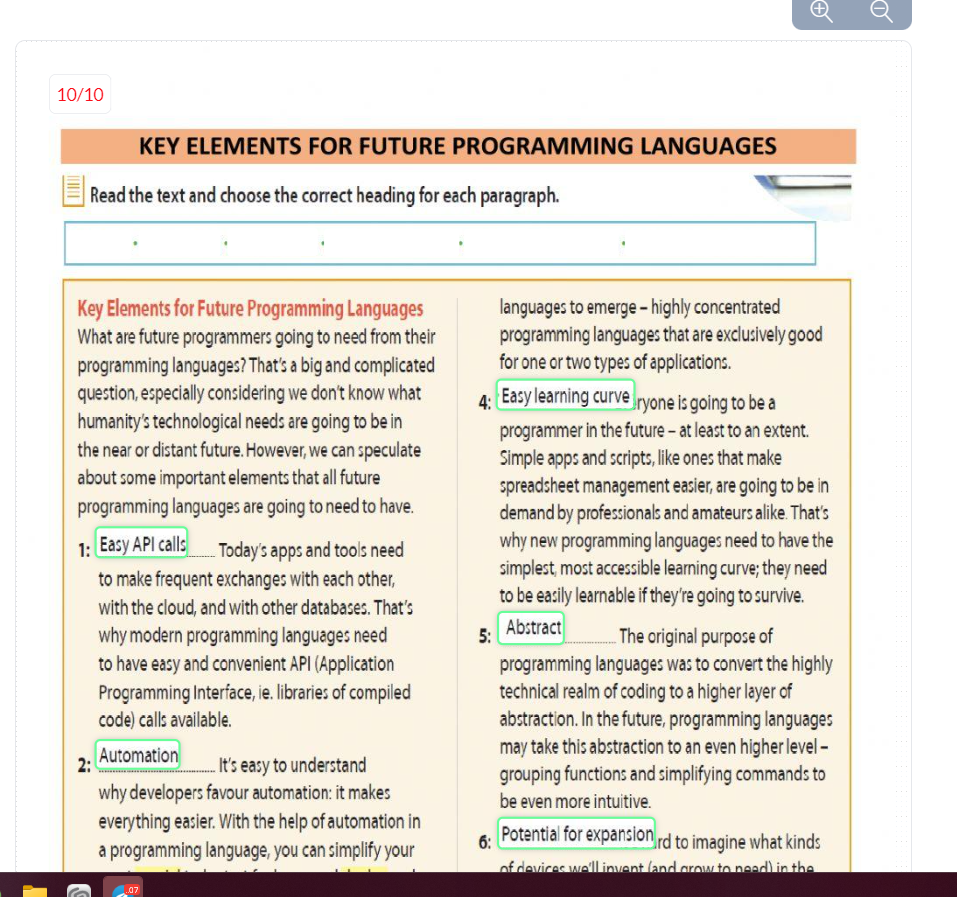 10/10
KEY ELEMENTS FOR FUTURE PROGRAMMING LANGUAGES
Read the text and choose the correct heading for each paragraph.
Key Elements for Future Programming Languages
What are future programmers going to need from their
programming languages? That's a big and complicated
question, especially considering we don't know what
humanity's technological needs are going to be in
the near or distant future. However, we can speculate
about some important elements that all future
programming languages are going to need to have.
1: Easy API calls Today's apps and tools need
to make frequent exchanges with each other,
with the cloud, and with other databases. That's
why modern programming languages need
to have easy and convenient API (Application
Programming Interface, ie. libraries of compiled
code) calls available.
2: Automation It's easy to understand
why developers favour automation: it makes
everything easier. With the help of automation in
a programming language, you can simplify your
languages to emerge – highly concentrated
programming languages that are exclusively good
for one or two types of applications.
4: Easy learning curve ryone is going to be a
programmer in the future – at least to an extent.
Simple apps and scripts, like ones that make
spreadsheet management easier, are going to be in
demand by professionals and amateurs alike. That's
why new programming languages need to have the
simplest, most accessible learning curve; they need
to be easily learnable if they're going to survive.
5: Abstract The original purpose of
programming languages was to convert the highly
technical realm of coding to a higher layer of
abstraction. In the future, programming languages
may take this abstraction to an even higher level –
grouping functions and simplifying commands to
be even more intuitive.
6: Potential for expansion rd to imagine what kinds
of devices we'll invent (and grow to need) in the
.07